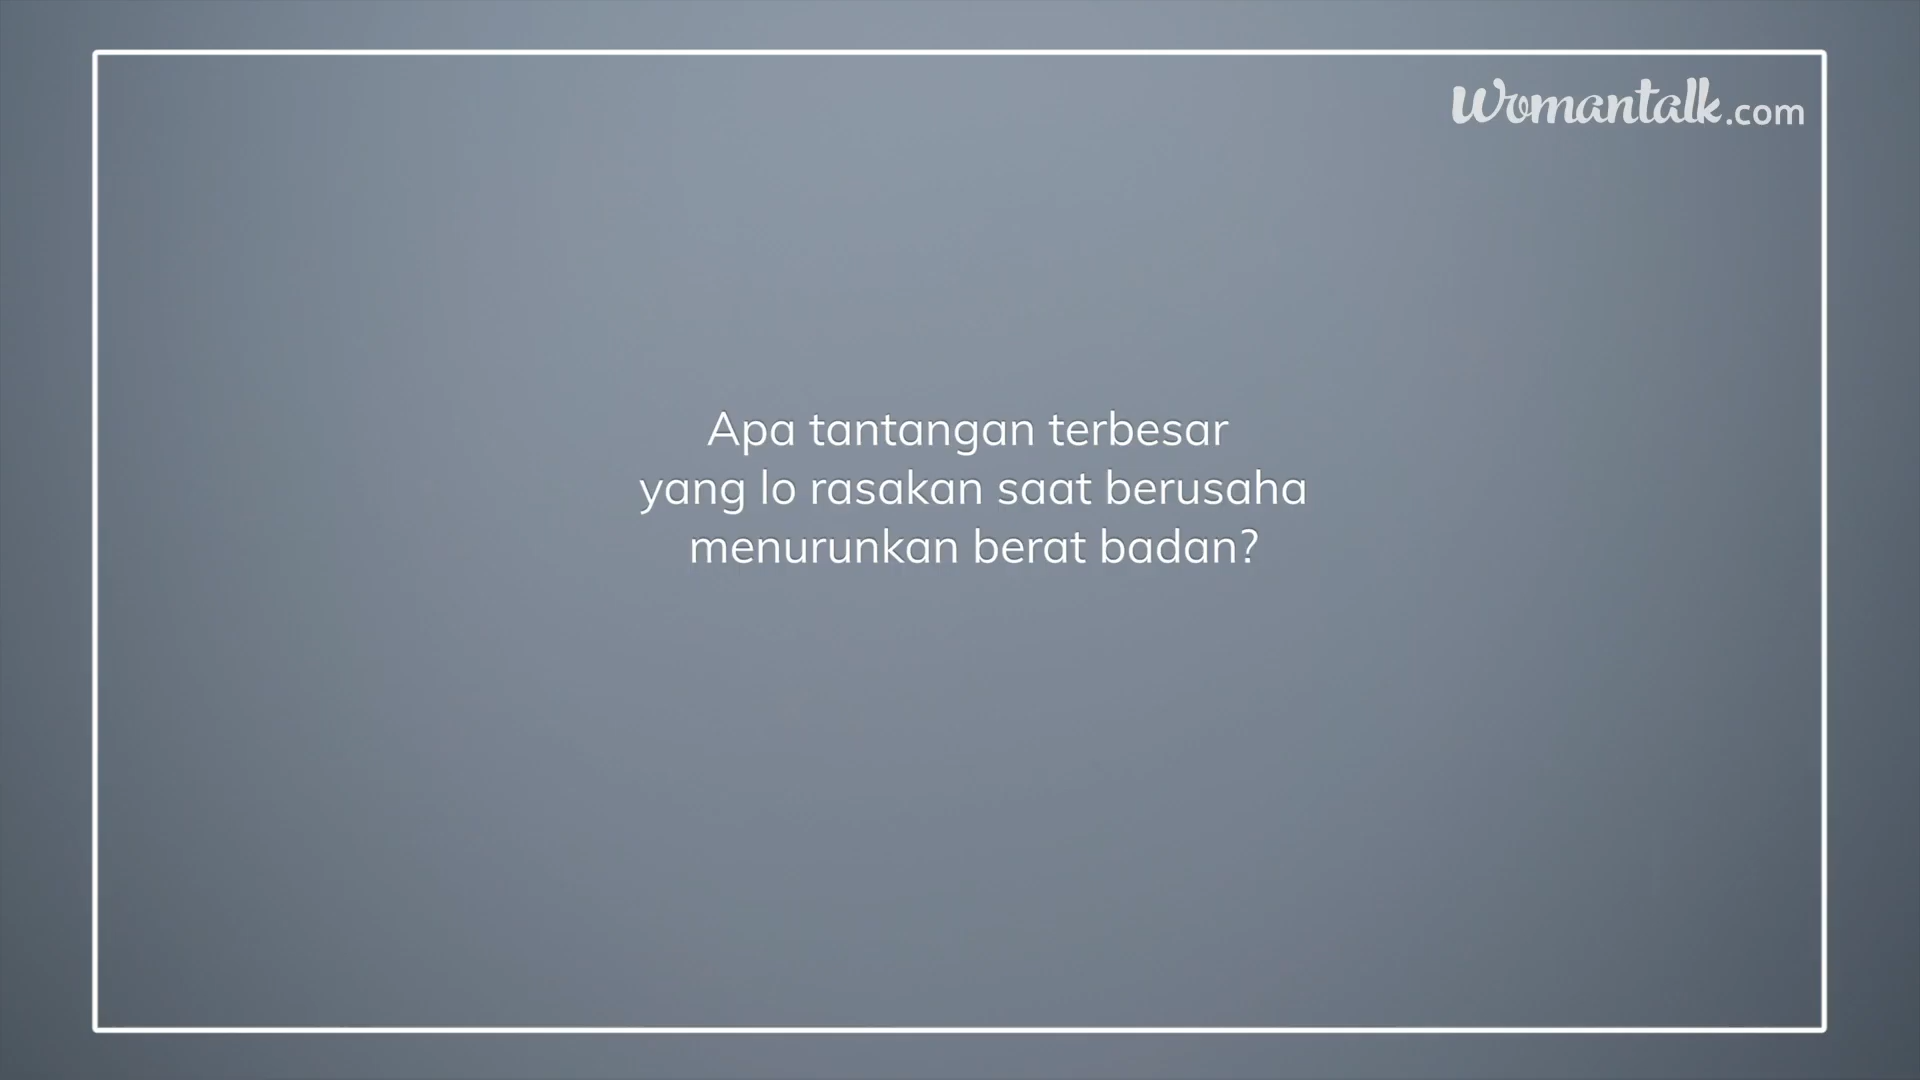 Womantalk.com
Apa tantangan terbesar
yang lo rasakan saat berusaha
menurunkan berat badan?